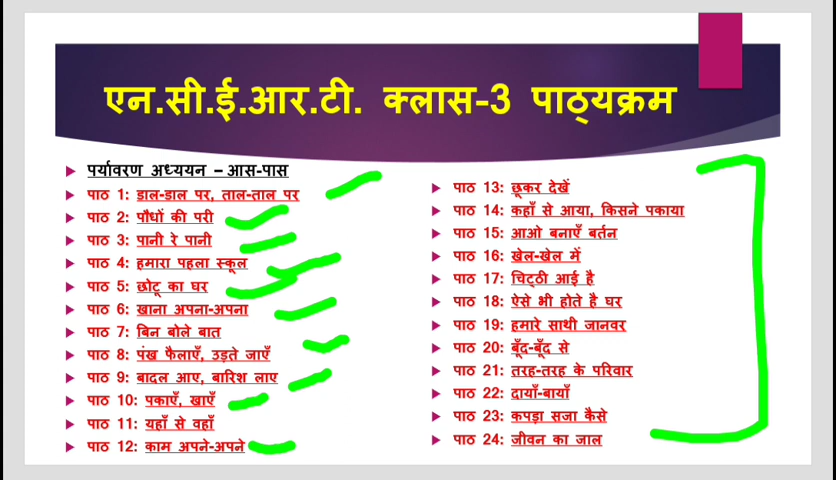 एन.सी.ई.आर.टी. क्लास-3 पाठ्यक्रम
पर्यावरण अध्ययन – आस-पास
पाठ 1: डाल-डाल पर, ताल-ताल पर
पाठ 2: पौधों की परी
पाठ 3: पानी रे पानी
पाठ 4: हमारा पहला स्कूल
पाठ 5: छोटू का घर
पाठ 6: खाना अपना-अपना
पाठ 7: बिन बोले बात
पाठ 8: पंख फैलाएँ, उड़ते जाएँ
पाठ 9: बादल आए, बारिश लाए
पाठ 10: पकाएँ, खाएँ
पाठ 11: यहाँ से वहाँ
पाठ 12: काम अपने-अपने
पाठ 13: छूकर देखें
पाठ 14: कहाँ से आया, किसने पकाया
पाठ 15: आओ बनाएँ बर्तन
पाठ 16: खेल-खेल में
पाठ 17: चिट्ठी आई है
पाठ 18: ऐसे भी होते है घर
पाठ 19: हमारे साथी जानवर
पाठ 20: बूँद-बूँद से
पाठ 21: तरह-तरह के परिवार
पाठ 22: दायाँ-बायाँ
पाठ 23: कपड़ा सजा कैसे
पाठ 24: जीवन का जाल